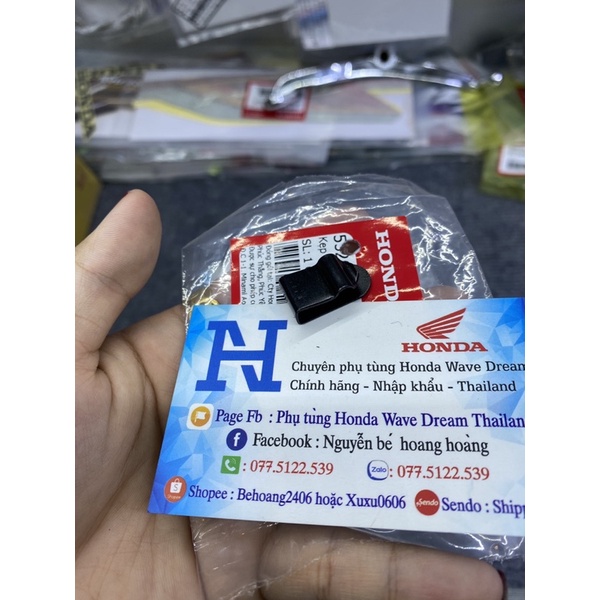 HOND
Kẹp
SL: 1
HONDA
Chuyên phụ tùng Honda Wave Dream
Chính hãng - Nhập khẩu - Thailand
Page Fb : Phụ tùng Honda Wave Dream Thailan
Facebook : Nguyễn bé hoang hoàng
: 077.5122.539
Zalo : 077.5122.539
Shopee : Behoang2406 hoặc Xuxu0606
Sendo Sendo : Shipp